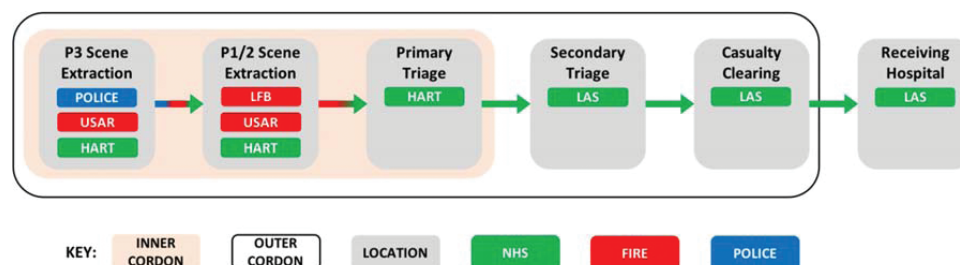 P3 Scene
Extraction
POLICE
USAR
HART
P1/2 Scene
Extraction
LFB
USAR
HART
Primary
Triage
HART
Secondary
Triage
LAS
Casualty
Clearing
LAS
Receiving
Hospital
LAS
KEY:
INNER
CORDON
OUTER
CORDON
LOCATION
NHS
FIRE
POLICE